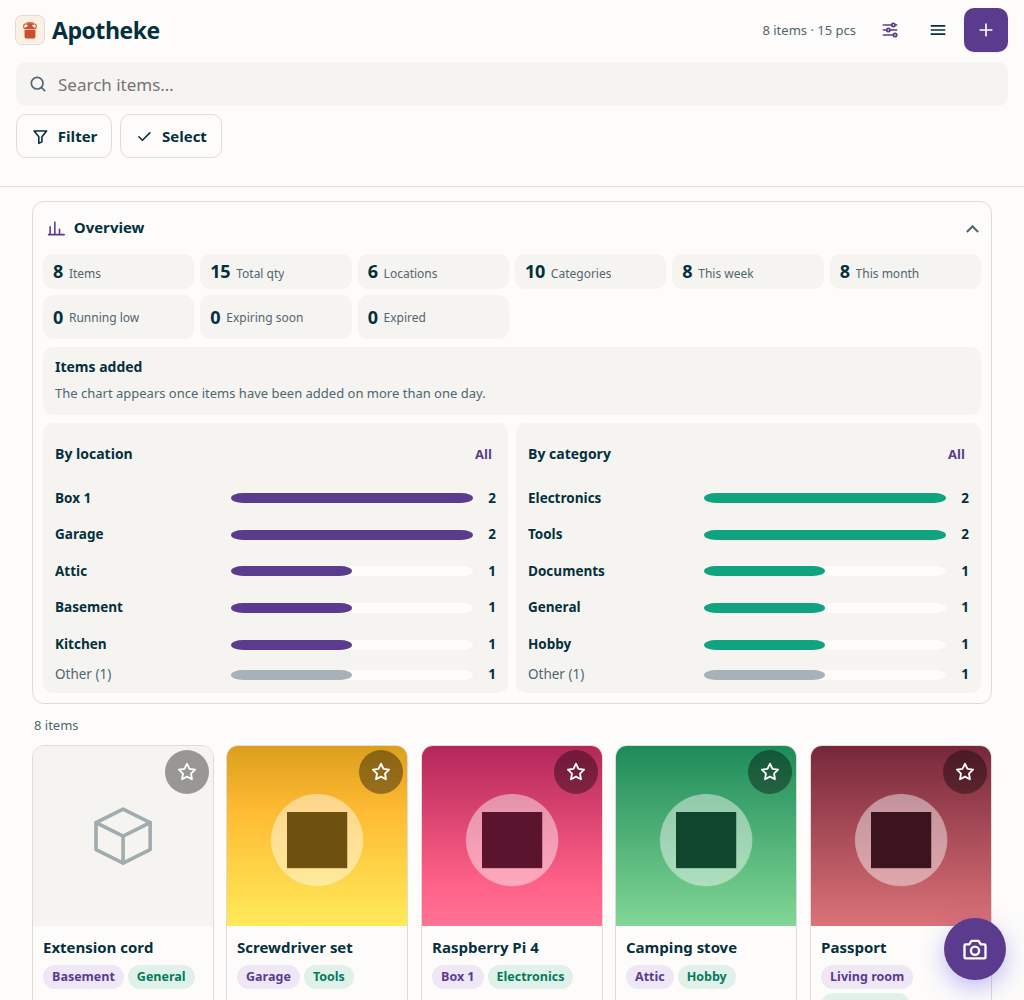 Apotheke
8 items · 15 pcs
Search items...
Filter
Select
Overview
8 Items
15 Total qty
6 Locations
10 Categories
8 This week
8 This month
0 Running low
0 Expiring soon
0 Expired
Items added
The chart appears once items have been added on more than one day.
By location
All
Box 1 2
Garage 2
Attic 1
Basement 1
Kitchen 1
Other (1) 1
By category
All
Electronics 2
Tools 2
Documents 1
General 1
Hobby 1
Other (1) 1
8 items
Extension cord
Basement General
Screwdriver set
Garage Tools
Raspberry Pi 4
Box 1 Electronics
Camping stove
Attic Hobby
Passport
Living room